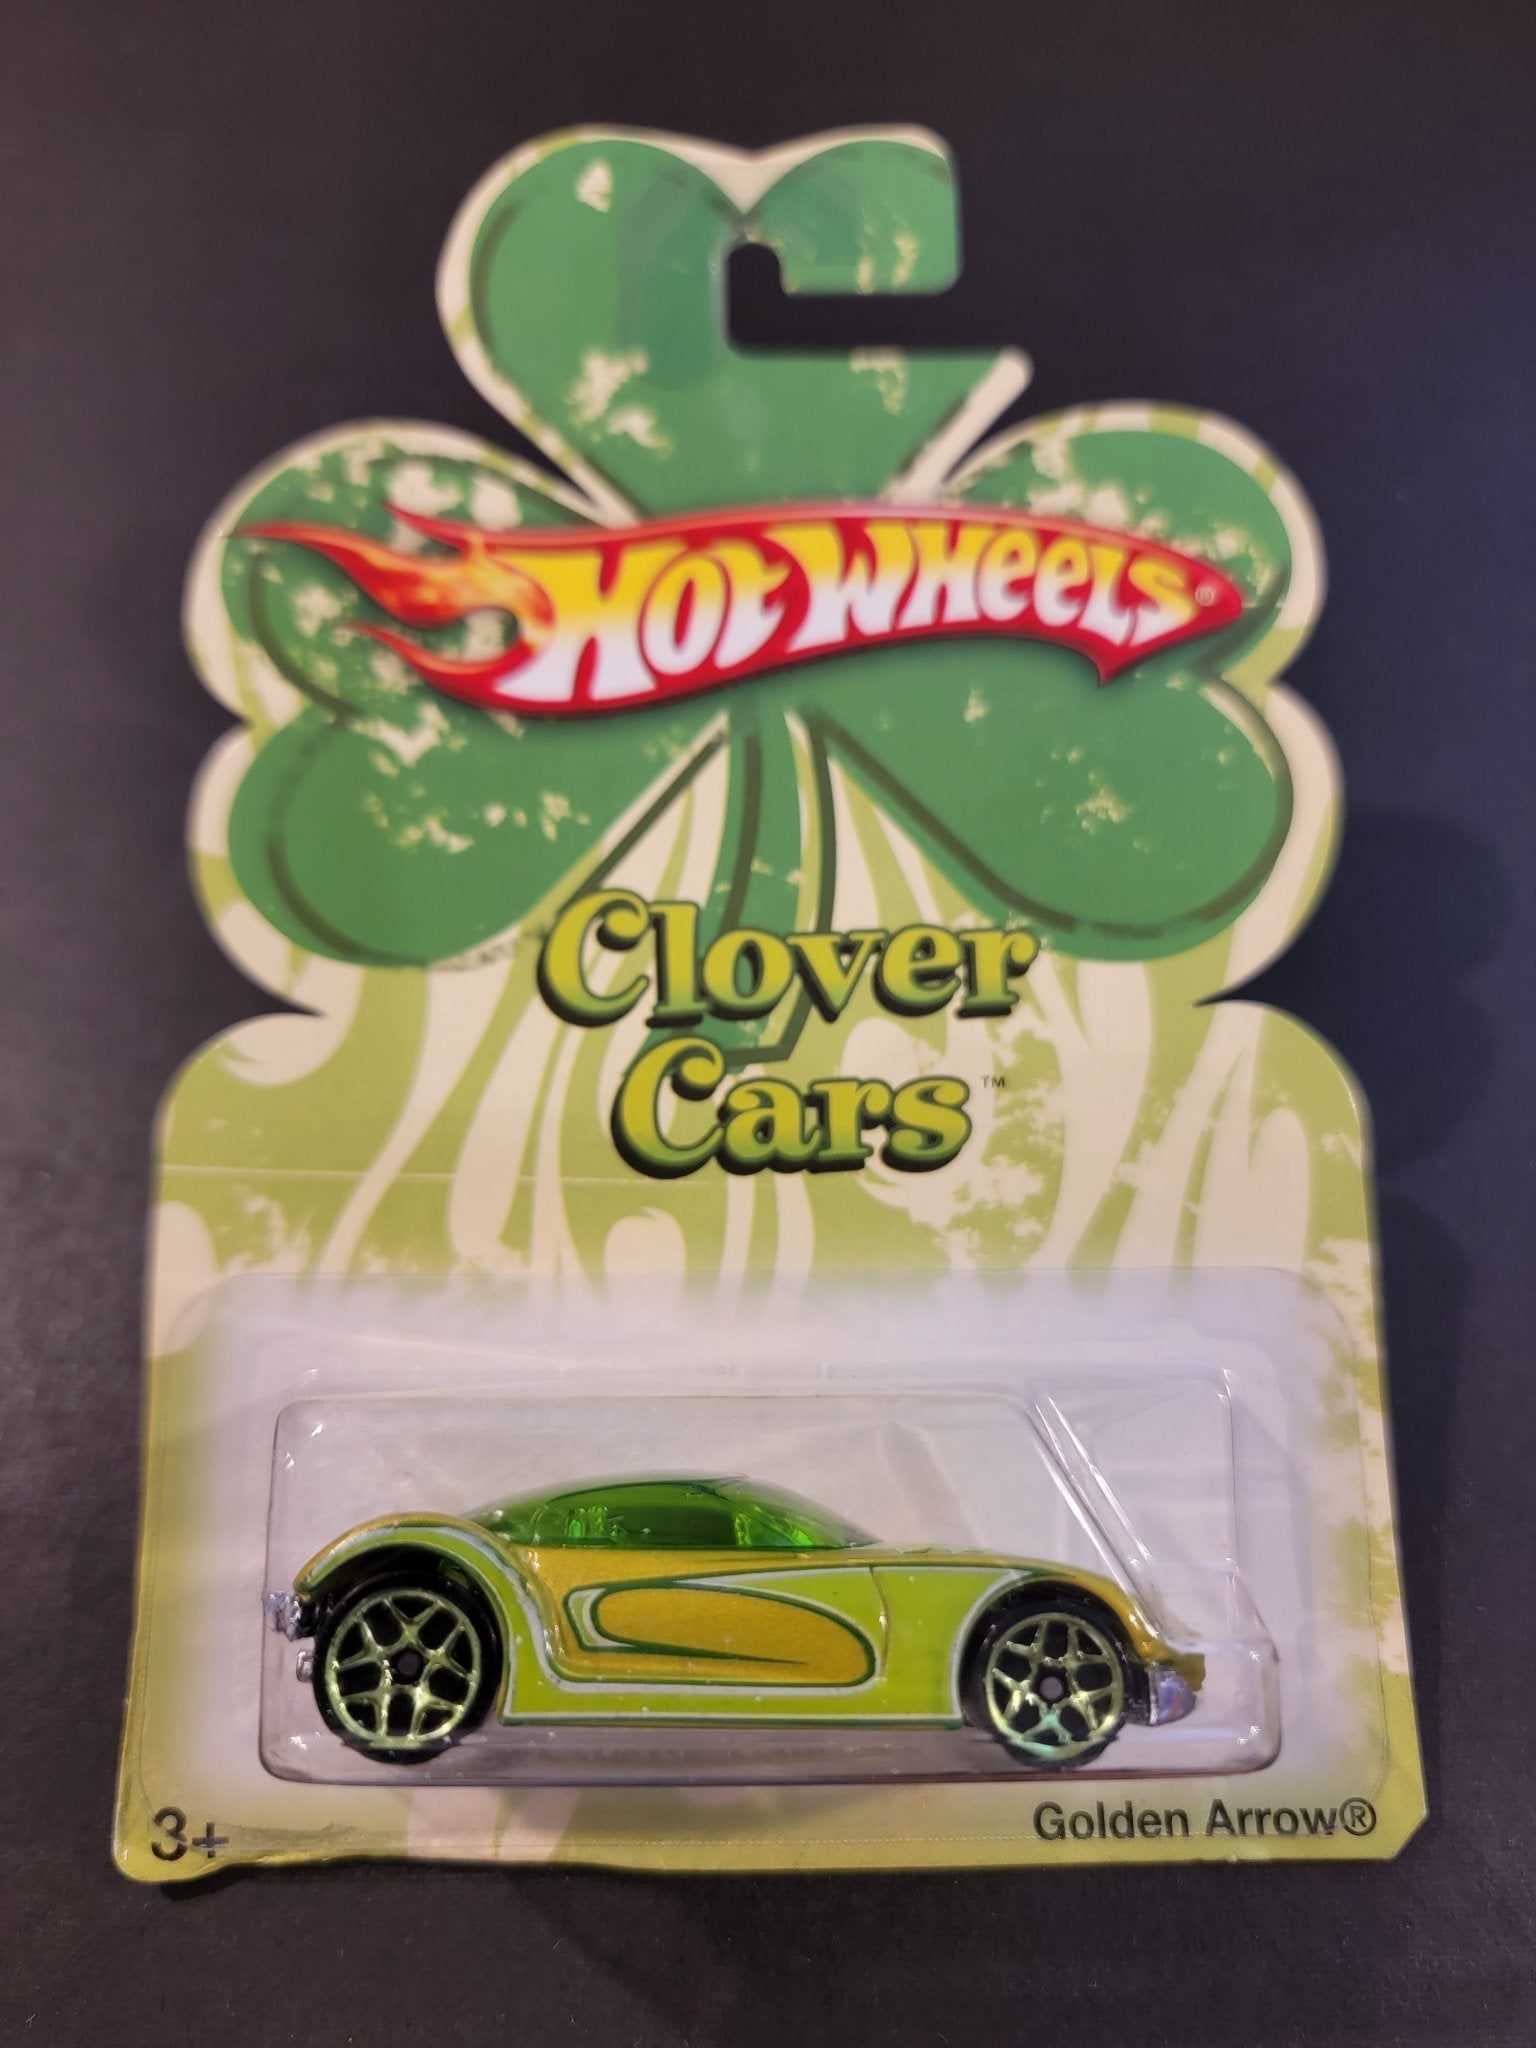 HOT WHEELS®
Clover
Cars™
3+
Golden Arrow®